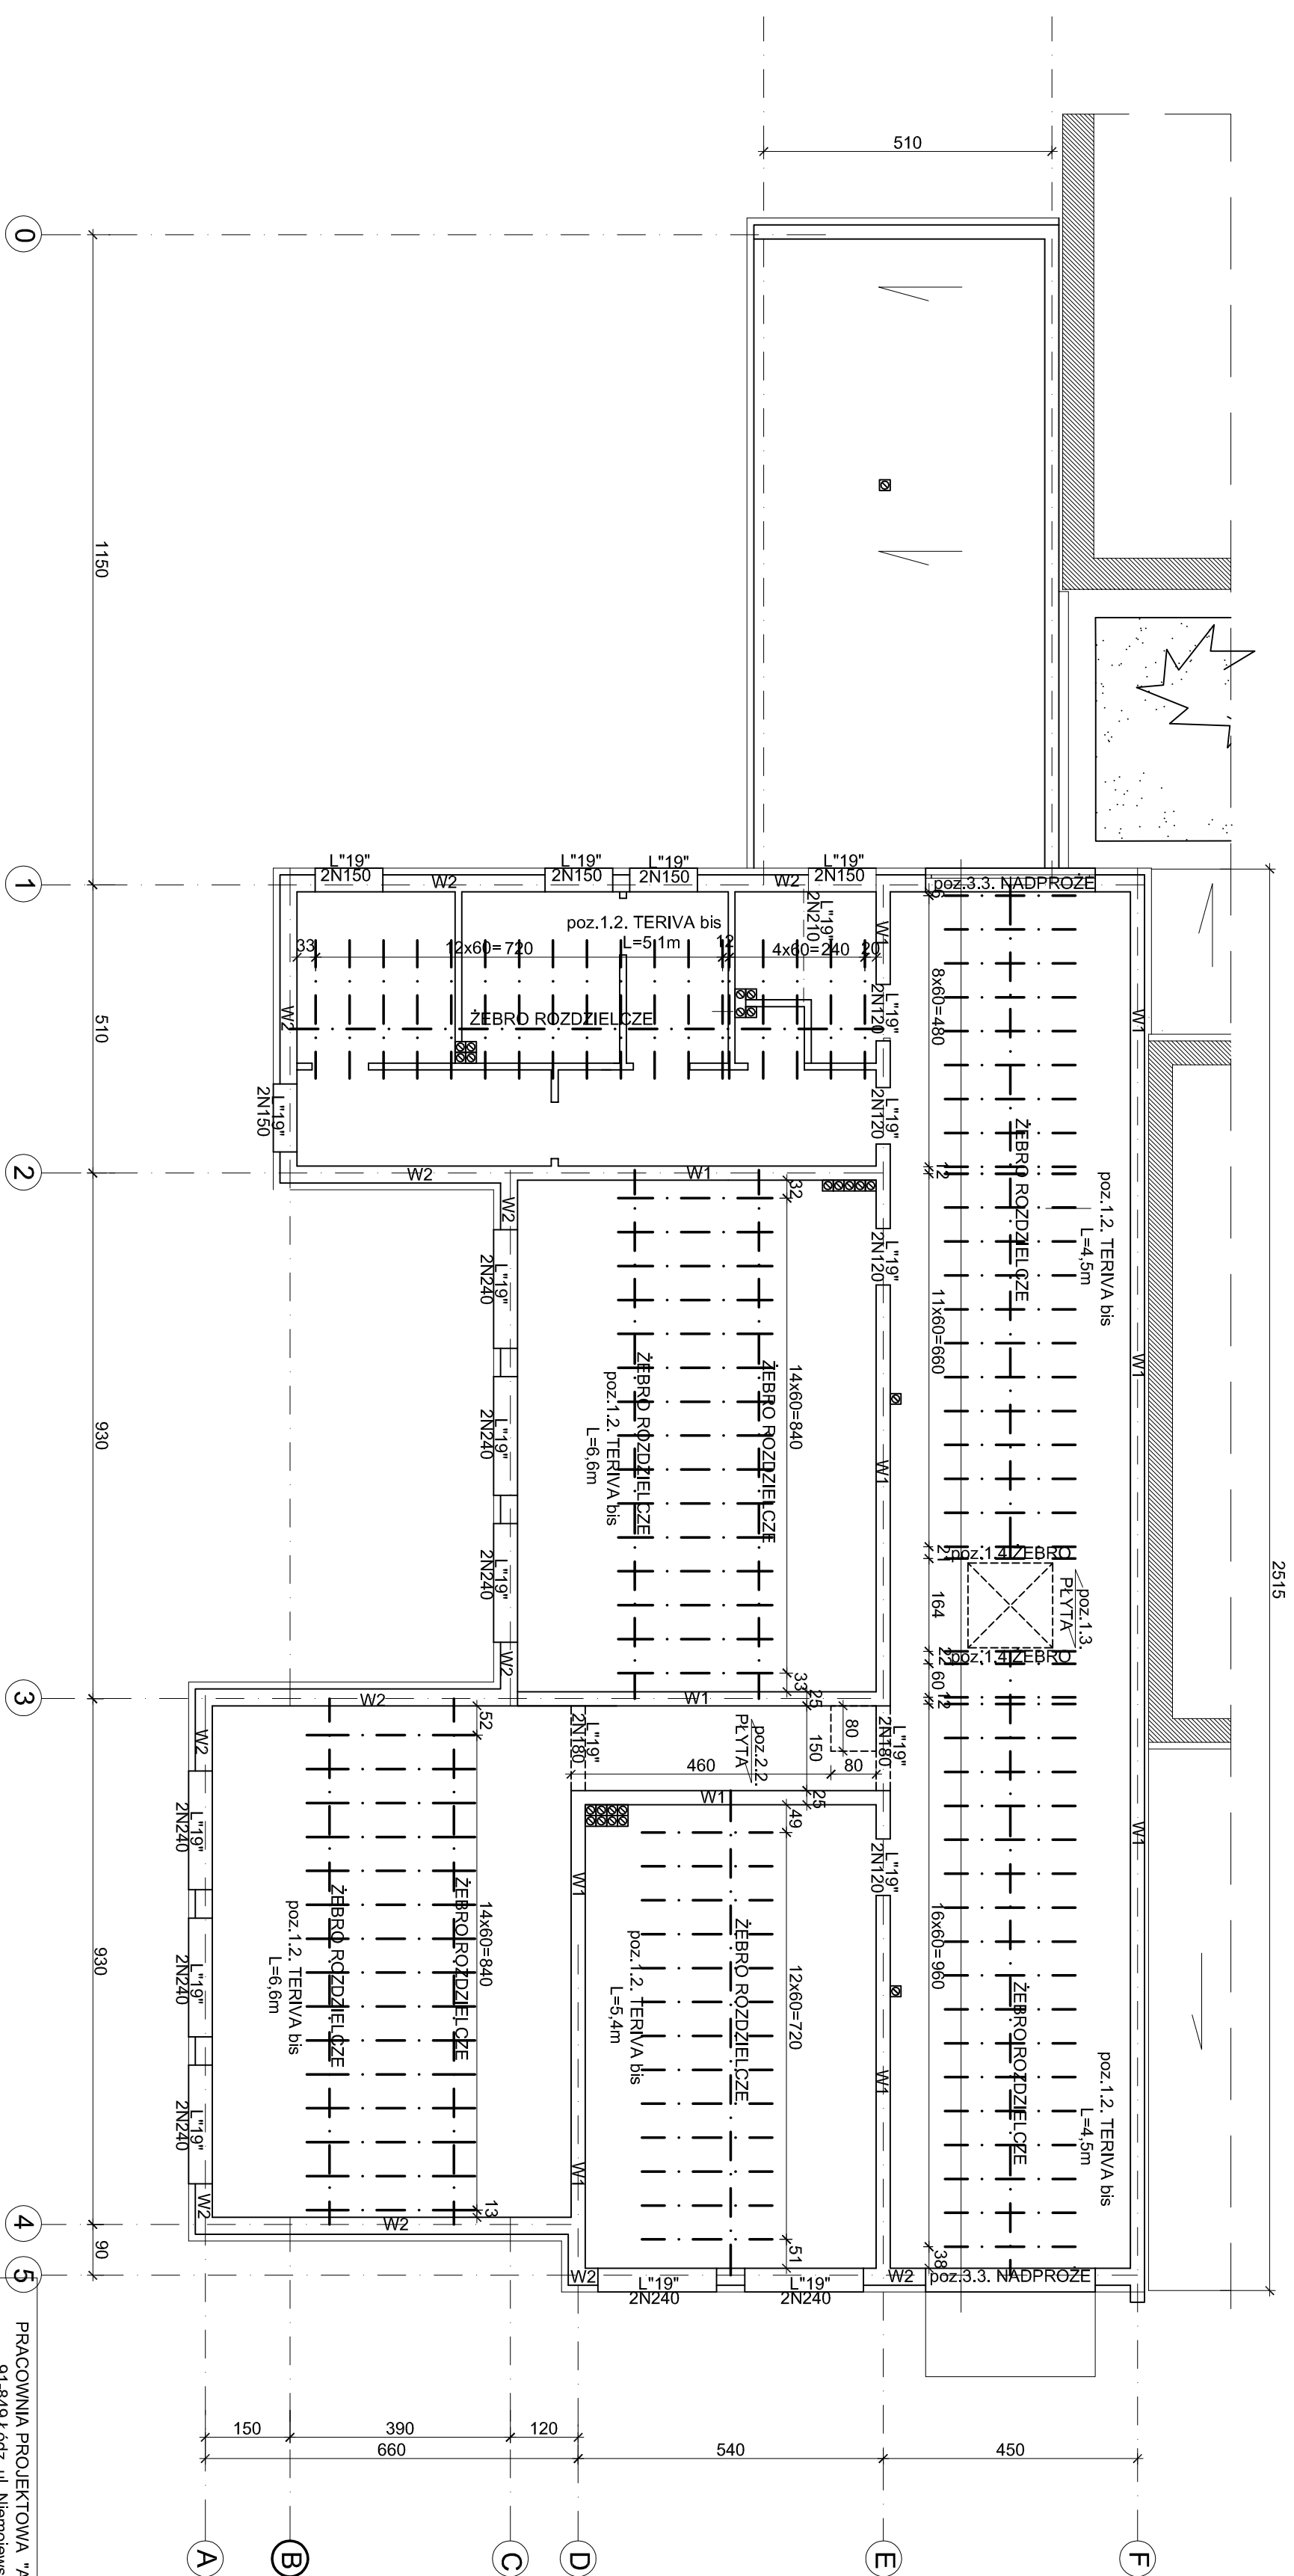 510
2515
0
1150
1
510
2
930
3
930
4
90
5
L"19"
2N150
L"19"
2N150
L"19"
2N150
L"19"
2N150
W2
W2
poz.3.3. NADPROŻE
poz.1.2. TERIVA bis
L=5,1m
L"19"
2N210
W1
33
12x60=720
12
4x60=240
20
ŻEBRO ROZDZIELCZE
W2
L"19"
2N120
L"19"
2N120
L"19"
2N150
W2
W1
6
8x60=480
12
11x60=660
ŻEBRO ROZDZIELCZE
poz.1.2. TERIVA bis
L=4,5m
W1
W1
W1
W2
32
L"19"
2N120
L"19"
2N240
L"19"
2N240
L"19"
2N240
14x60=840
ŻEBRO ROZDZIELCZE
ŻEBRO ROZDZIELCZE
poz.1.2. TERIVA bis
L=6,6m
W1
W2
33
poz.1.4 ŻEBRO
164
poz.1.3.
PŁYTA
poz.1.4 ŻEBRO
60
12
W2
W1
25
80
150
80
460
L"19"
2N180
L"19"
2N180
poz.2.2.
PŁYTA
25
W1
49
W2
52
L"19"
2N120
L"19"
2N240
L"19"
2N240
L"19"
2N240
W1
14x60=840
ŻEBRO ROZDZIELCZE
ŻEBRO ROZDZIELCZE
poz.1.2. TERIVA bis
L=6,6m
12x60=720
ŻEBRO ROZDZIELCZE
poz.1.2. TERIVA bis
L=5,4m
W1
16x60=960
ŻEBRO ROZDZIELCZE
poz.1.2. TERIVA bis
L=4,5m
W1
13
W2
W2
51
38
W2
L"19"
2N240
L"19"
2N240
W2
poz.3.3. NADPROŻE
150
390
120
660
540
450
A
B
C
D
E
F
PRACOWNIA PROJEKTOWA "A